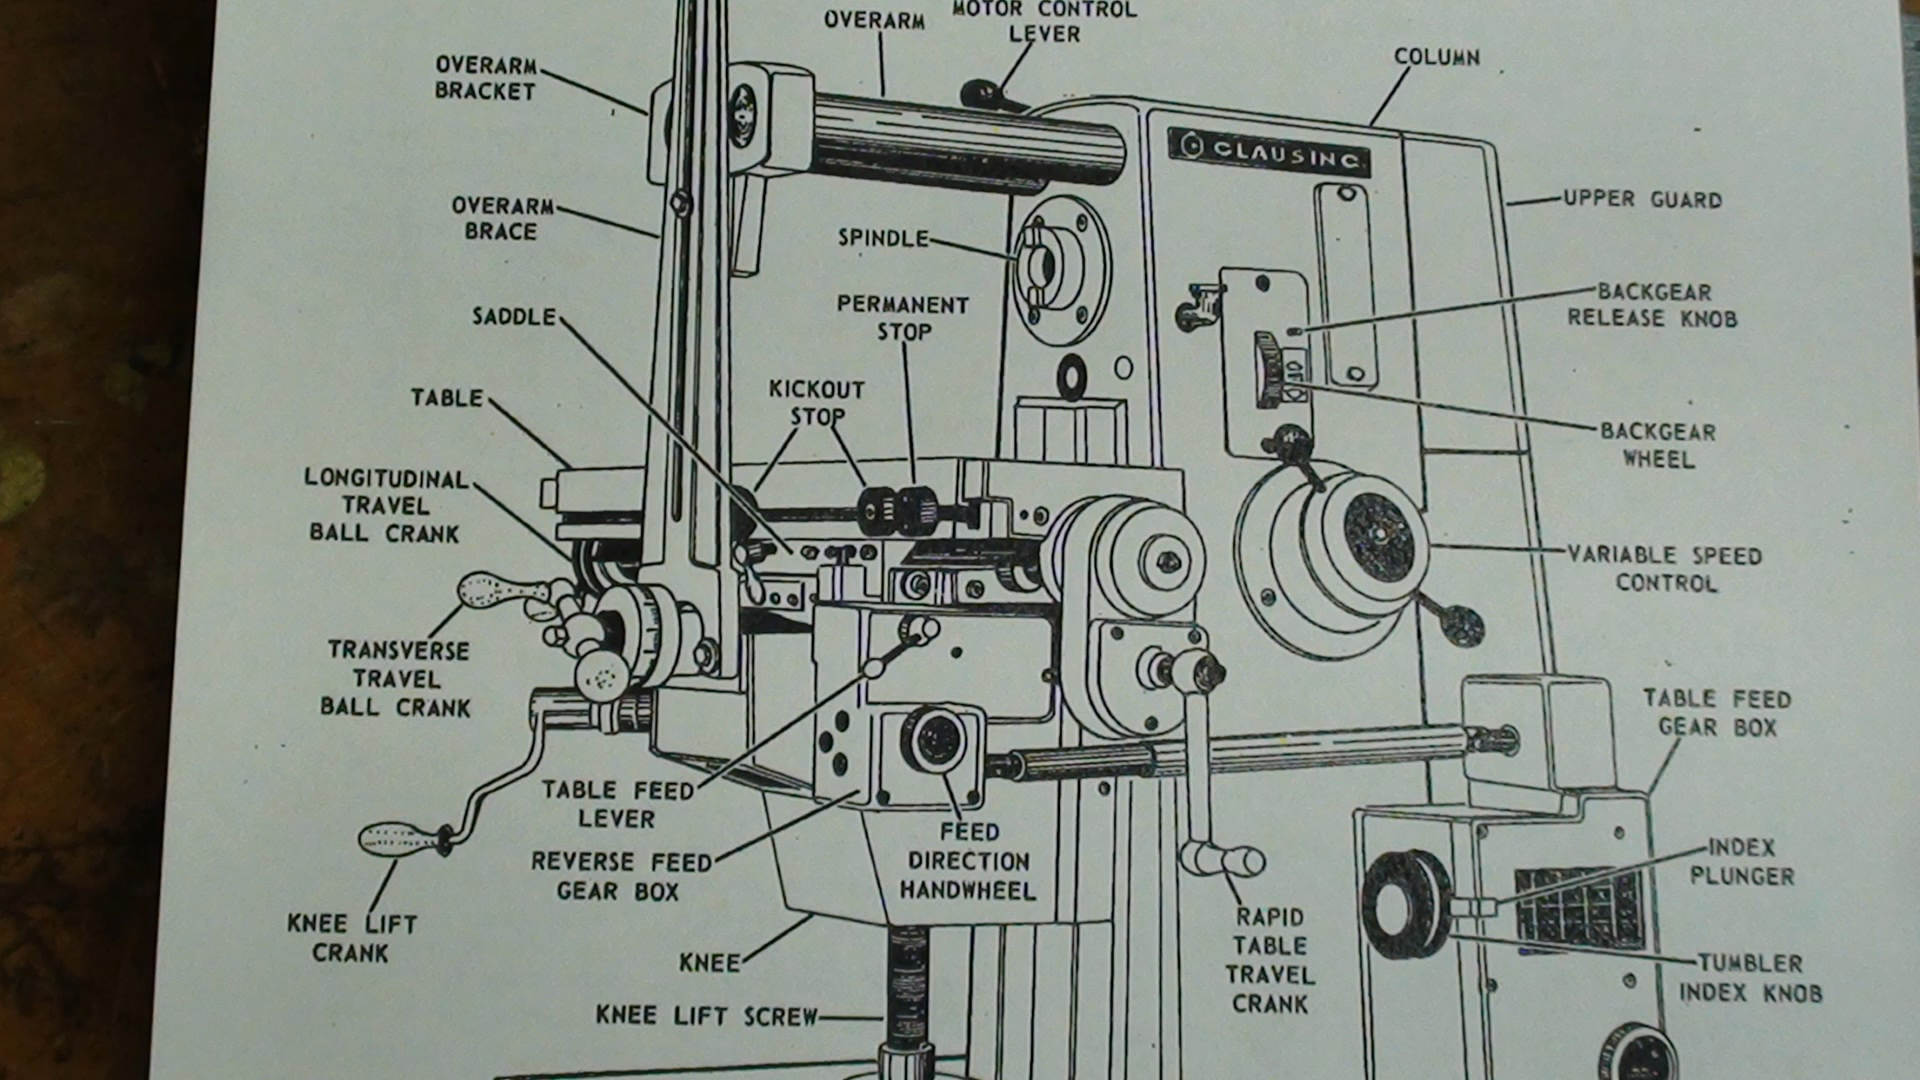 OVERARM
MOTOR CONTROL
LEVER
COLUMN
OVERARM
BRACKET
CLAUSING
UPPER GUARD
OVERARM
BRACE
SPINDLE
BACKGEAR
RELEASE KNOB
SADDLE
PERMANENT
STOP
TABLE
KICKOUT
STOP
BACKGEAR
WHEEL
LONGITUDINAL
TRAVEL
BALL CRANK
VARIABLE SPEED
CONTROL
TRANSVERSE
TRAVEL
BALL CRANK
TABLE FEED
GEAR BOX
TABLE FEED
LEVER
REVERSE FEED
GEAR BOX
FEED
DIRECTION
HANDWHEEL
INDEX
PLUNGER
KNEE LIFT
CRANK
RAPID
TABLE
TRAVEL
CRANK
KNEE
TUMBLER
INDEX KNOB
KNEE LIFT SCREW